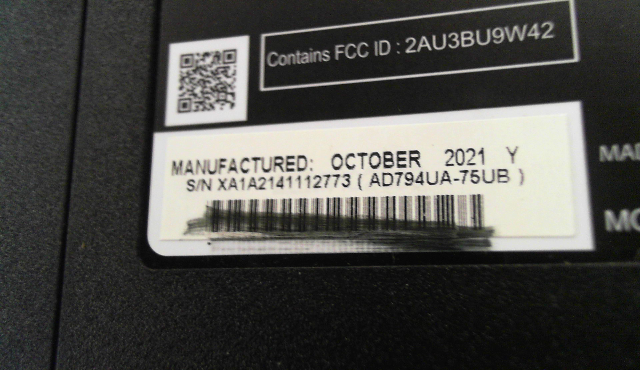 Contains FCC ID : 2AU3BU9W42
MANUFACTURED: OCTOBER 2021 Y
S/N XA1A2141112773 ( AD794UA-75UB )